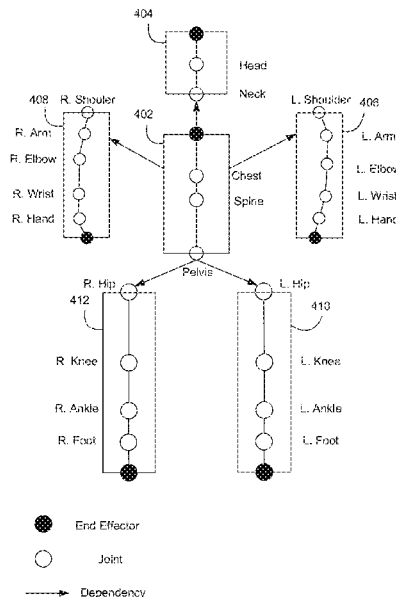 404
Head
Neck
408
R. Shouler
402
L. Shoulder
406
R. Arm
L. Arm
R. Elbow
L. Elbow
Chest
R. Wrist
Spine
L. Wrist
R. Hand
L. Hand
Pelvis
R. Hip
L. Hip
412
410
R. Knee
L. Knee
R. Ankle
L. Ankle
R. Foot
L. Foot
End Effector
Joint
Dependency